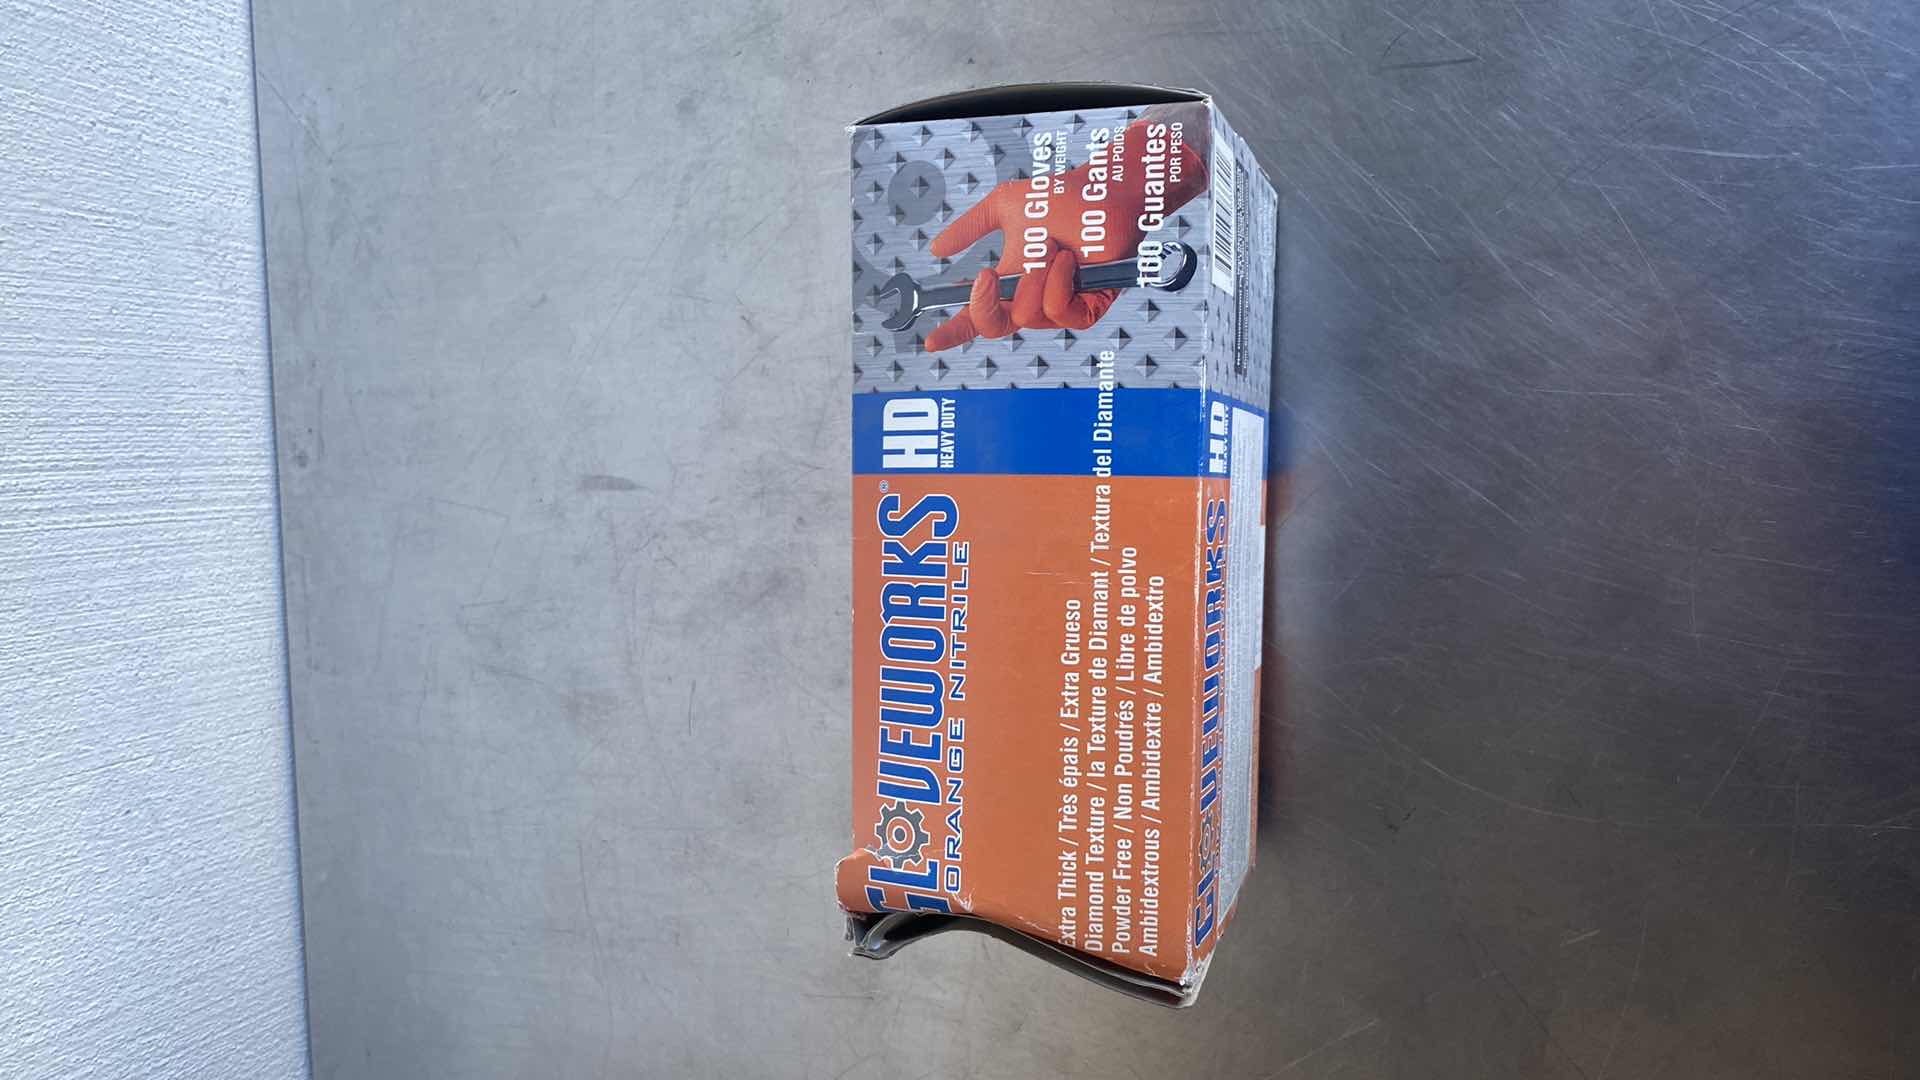 GLOVEWORKS®
ORANGE NITRILE
HD
HEAVY DUTY
Extra Thick / Très épais / Extra Grueso
Diamond Texture / la Texture de Diamant / Textura del Diamante
Powder Free / Non Poudrés / Libre de polvo
Ambidextrous / Ambidextre / Ambidextro
100 Gloves
BY WEIGHT
100 Gants
AU POIDS
100 Guantes
POR PESO
GLOVEWORKS
HD
HEAVY DUTY